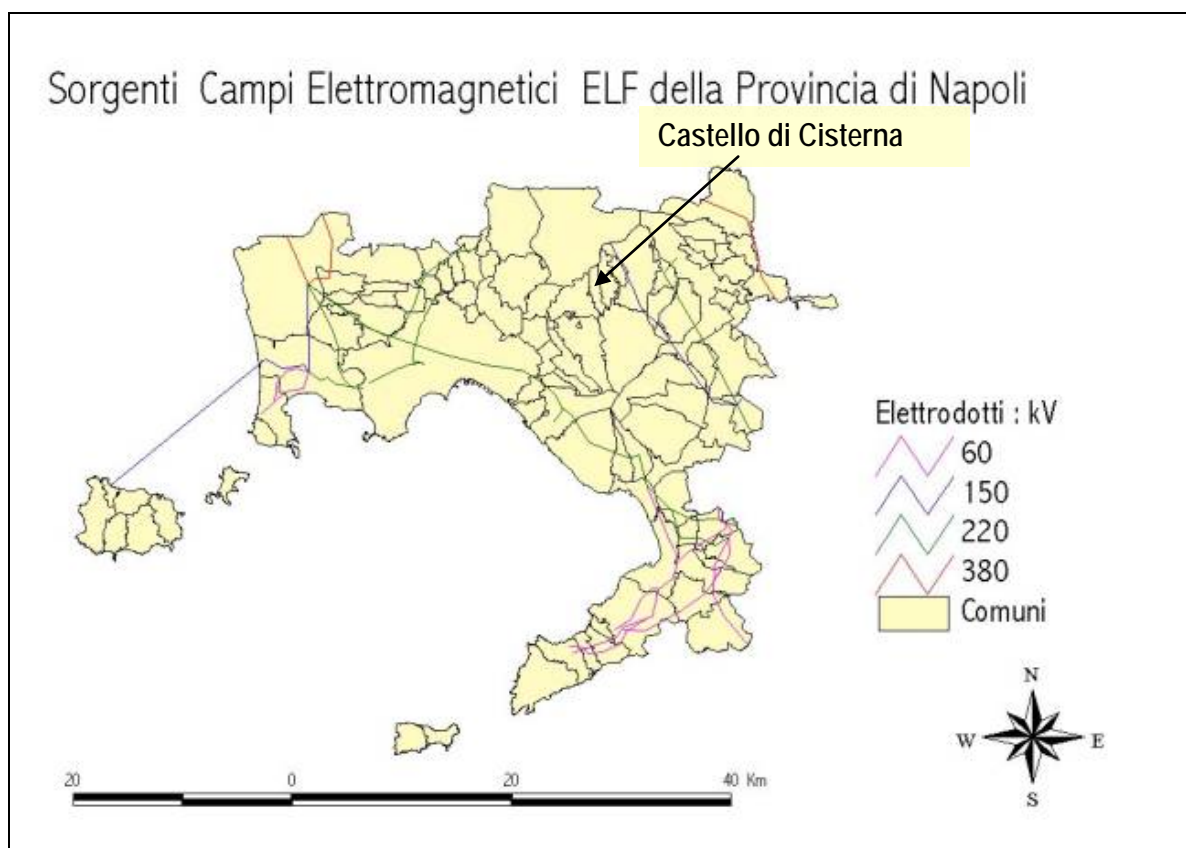 Sorgenti Campi Elettromagnetici ELF della Provincia di Napoli
Castello di Cisterna
Elettrodotti : kV
60
150
220
380
Comuni
N
W E
S
20 0 20 40 Km